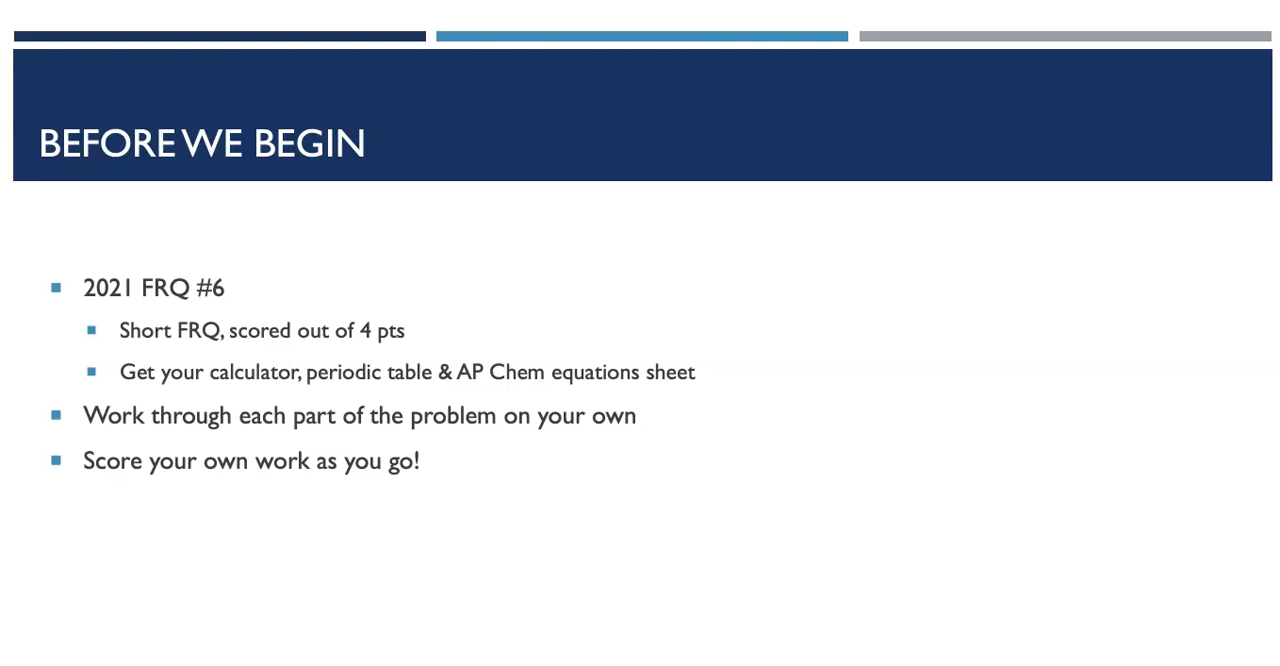 BEFORE WE BEGIN
2021 FRQ #6
Short FRQ, scored out of 4 pts
Get your calculator, periodic table & AP Chem equations sheet
Work through each part of the problem on your own
Score your own work as you go!